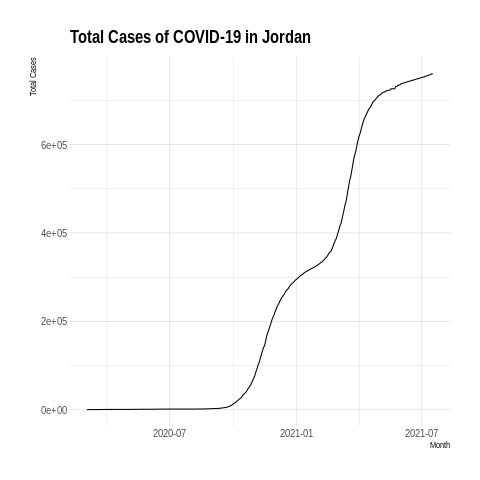 Total Cases of COVID-19 in Jordan
Total Cases
6e+05
4e+05
2e+05
0e+00
2020-07
2021-01
2021-07
Month